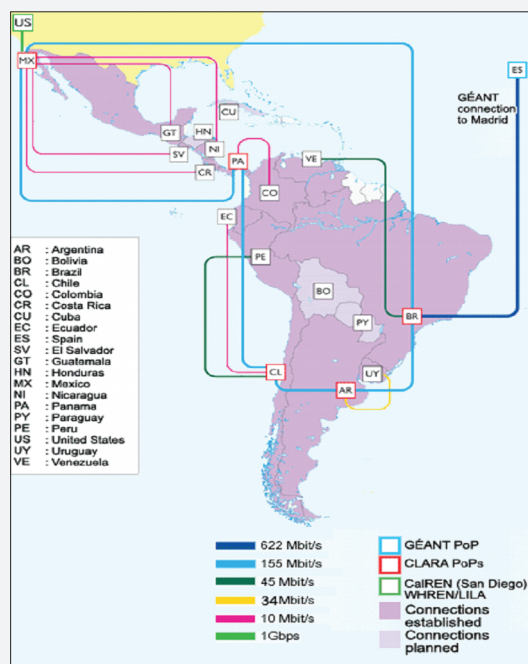 US
MX
ES
GÉANT
connection
to Madrid
CU
GT
HN
SV
NI
CR
PA
VE
CO
EC
PE
BO
BR
PY
CL
UY
AR
AR : Argentina
BO : Bolivia
BR : Brazil
CL : Chile
CO : Colombia
CR : Costa Rica
CU : Cuba
EC : Ecuador
ES : Spain
SV : El Salvador
GT : Guatemala
HN : Honduras
MX : Mexico
NI : Nicaragua
PA : Panama
PY : Paraguay
PE : Peru
US : United States
UY : Uruguay
VE : Venezuela
622 Mbit/s
155 Mbit/s
45 Mbit/s
34Mbit/s
10 Mbit/s
1Gbps
GÉANT PoP
CLARA PoPs
CalREN (San Diego)
WHREN/LILA
Connections
established
Connections
planned